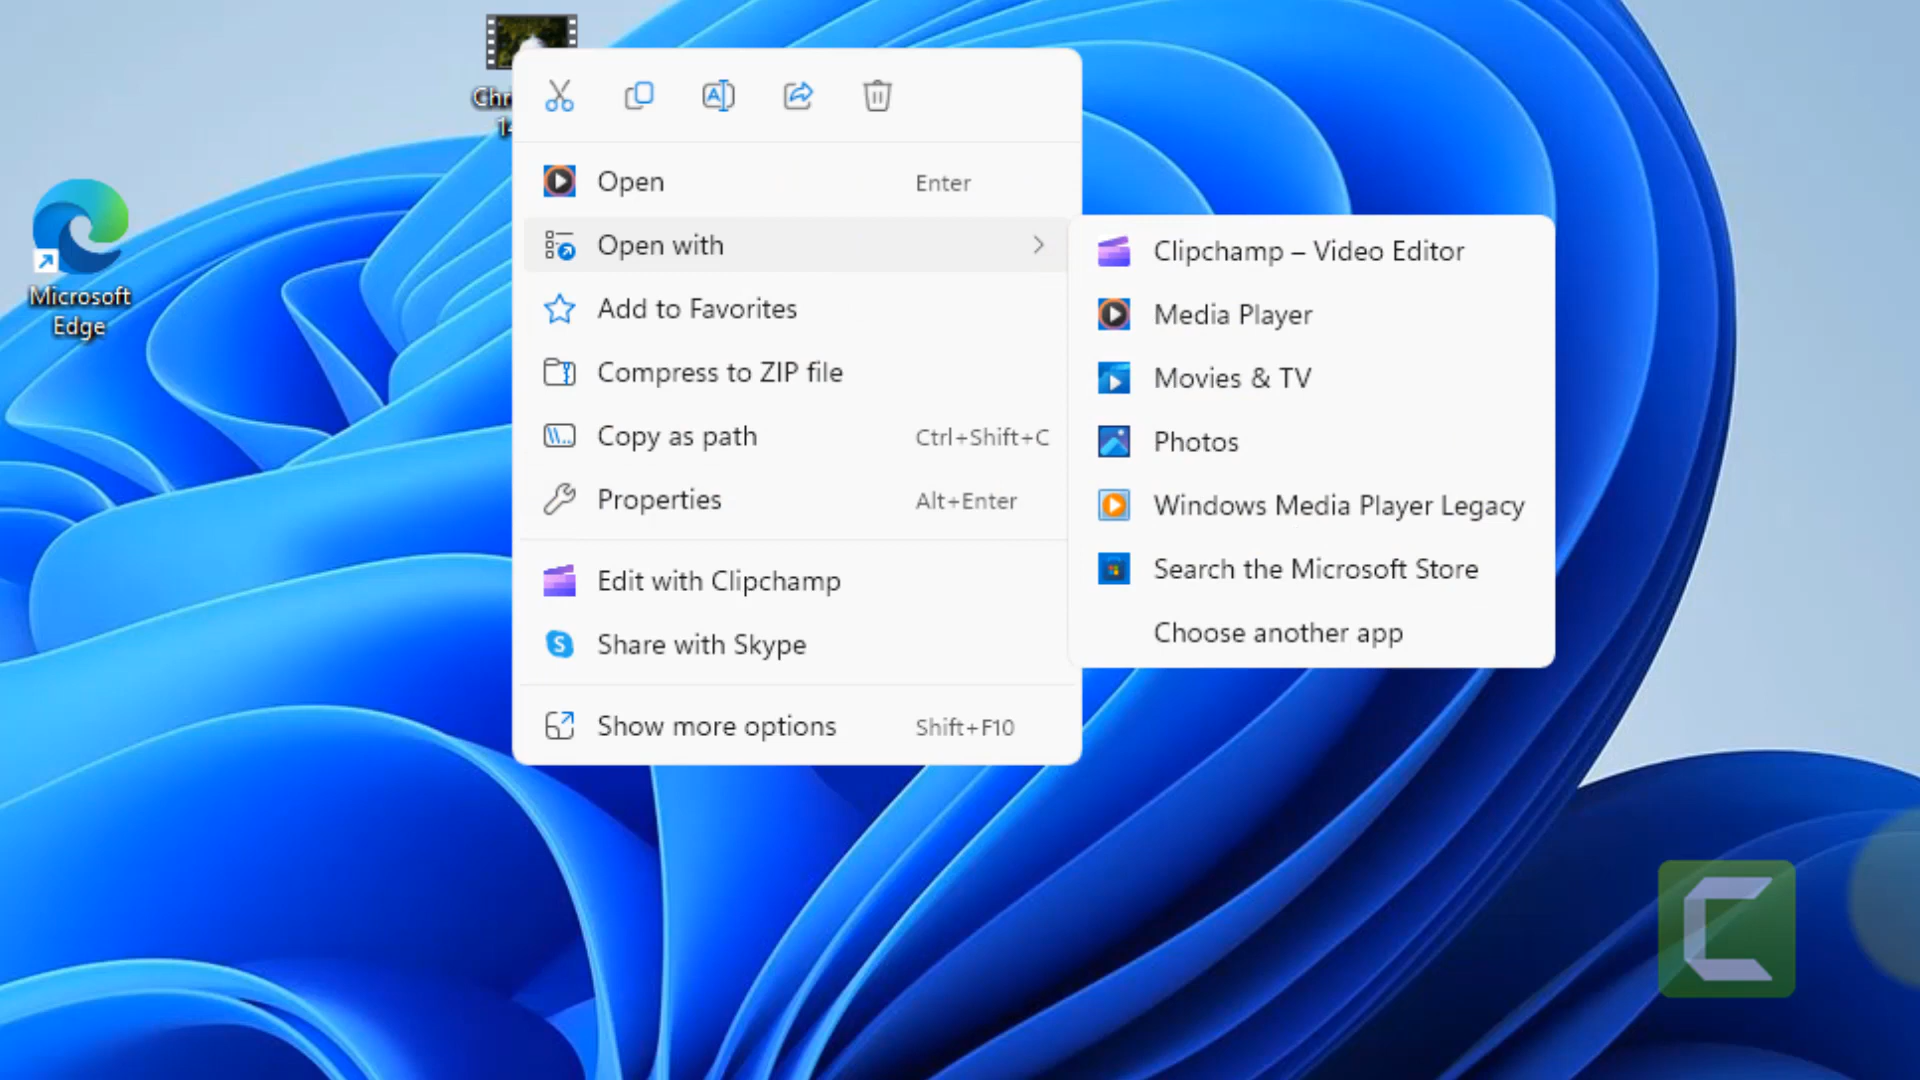 Microsoft
Edge
Open Enter
Open with
Add to Favorites
Compress to ZIP file
Copy as path Ctrl+Shift+C
Properties Alt+Enter
Edit with Clipchamp
Share with Skype
Show more options Shift+F10
Clipchamp – Video Editor
Media Player
Movies & TV
Photos
Windows Media Player Legacy
Search the Microsoft Store
Choose another app